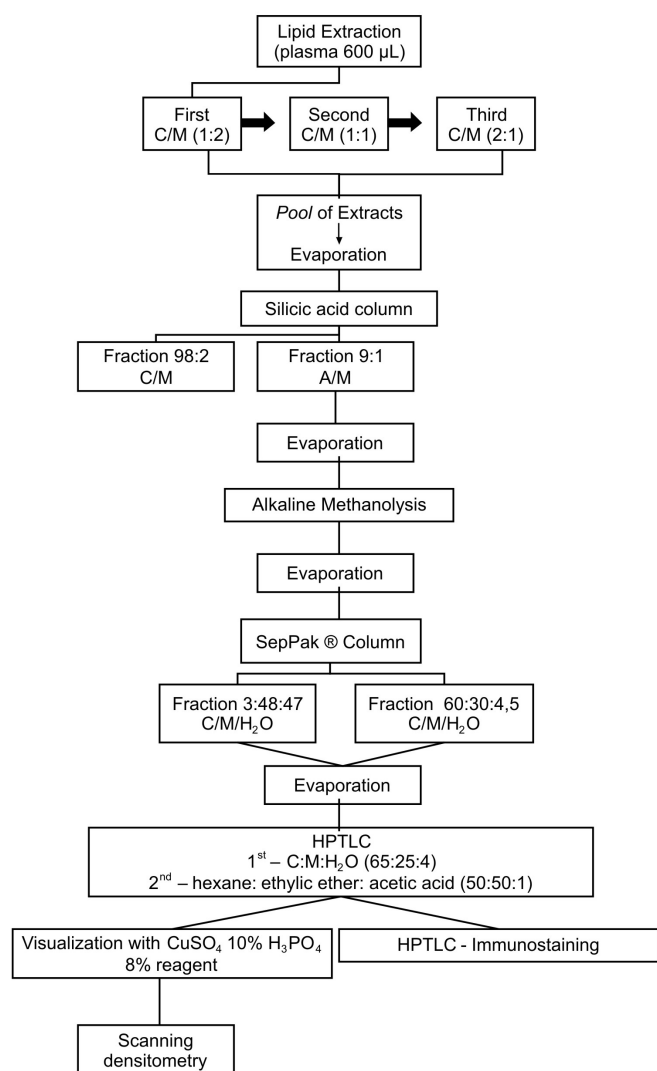 Lipid Extraction
(plasma 600 µL)
First
C/M (1:2)
Second
C/M (1:1)
Third
C/M (2:1)
Pool of Extracts
Evaporation
Silicic acid column
Fraction 98:2
C/M
Fraction 9:1
A/M
Evaporation
Alkaline Methanolysis
Evaporation
SepPak ® Column
Fraction 3:48:47
C/M/H₂O
Fraction 60:30:4,5
C/M/H₂O
Evaporation
HPTLC
1ˢᵗ – C:M:H₂O (65:25:4)
2ⁿᵈ – hexane: ethylic ether: acetic acid (50:50:1)
Visualization with CuSO₄ 10% H₃PO₄
8% reagent
HPTLC - Immunostaining
Scanning
densitometry